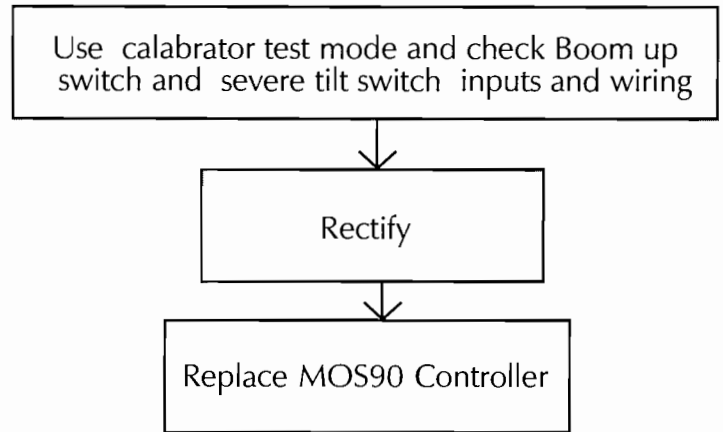 Use calabrator test mode and check Boom up
switch and severe tilt switch inputs and wiring
Rectify
Replace MOS90 Controller